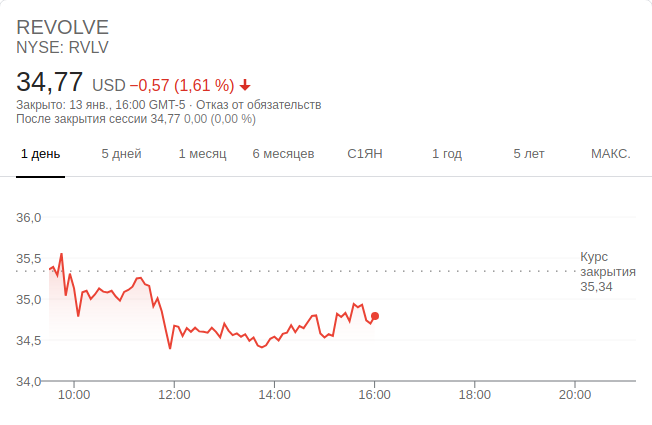 REVOLVE
NYSE: RVLV
34,77 USD −0,57 (1,61 %)
Закрыто: 13 янв., 16:00 GMT-5 · Отказ от обязательств
После закрытия сессии 34,77 0,00 (0,00 %)
1 день 5 дней 1 месяц 6 месяцев С1ЯН 1 год 5 лет МАКС.
36,0
35,5
35,0
34,5
34,0
Курс
закрытия
35,34
10:00 12:00 14:00 16:00 18:00 20:00